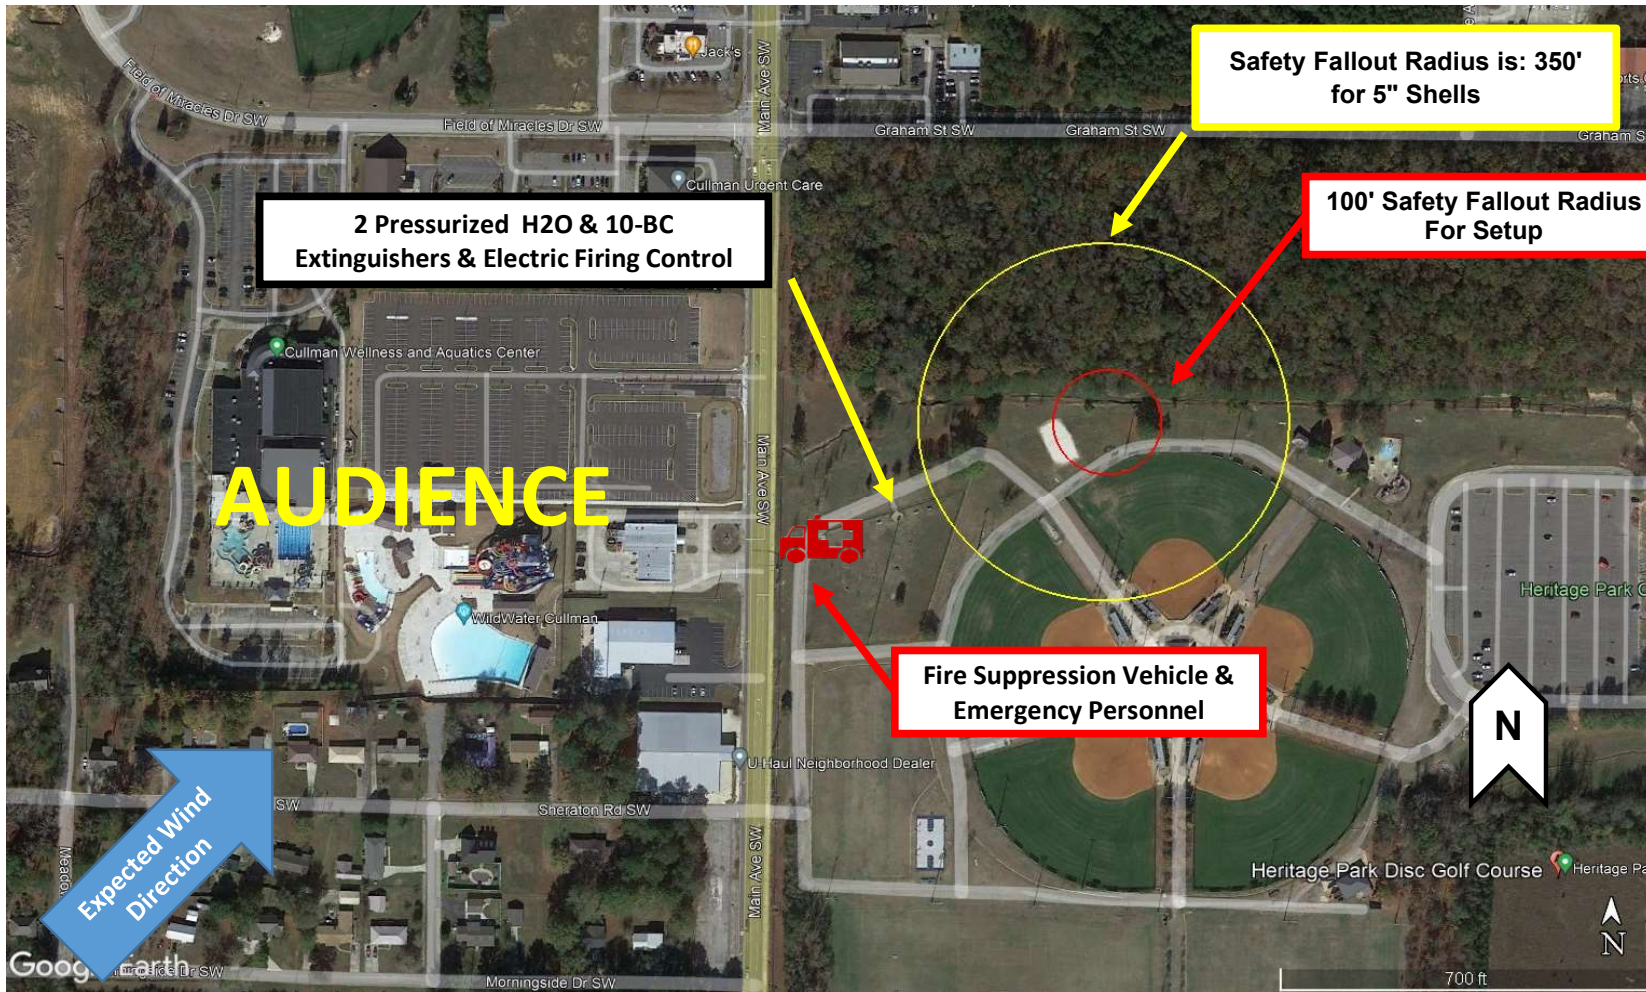 Jack's
Main Ave SW
Field of Miracles Dr SW
Field of Miracles Dr SW
Graham St SW
Graham St SW
Graham S
Safety Fallout Radius is: 350'
for 5" Shells
Cullman Urgent Care
2 Pressurized H2O & 10-BC
Extinguishers & Electric Firing Control
100' Safety Fallout Radius
For Setup
Cullman Wellness and Aquatics Center
AUDIENCE
Main Ave SW
WildWater Cullman
Heritage Park
Fire Suppression Vehicle &
Emergency Personnel
N
U-Haul Neighborhood Dealer
SW
Sheraton Rd SW
Expected Wind
Direction
Main Ave SW
Heritage Park Disc Golf Course
Heritage Pa
N
Google Earth
Morningside Dr SW
700 ft